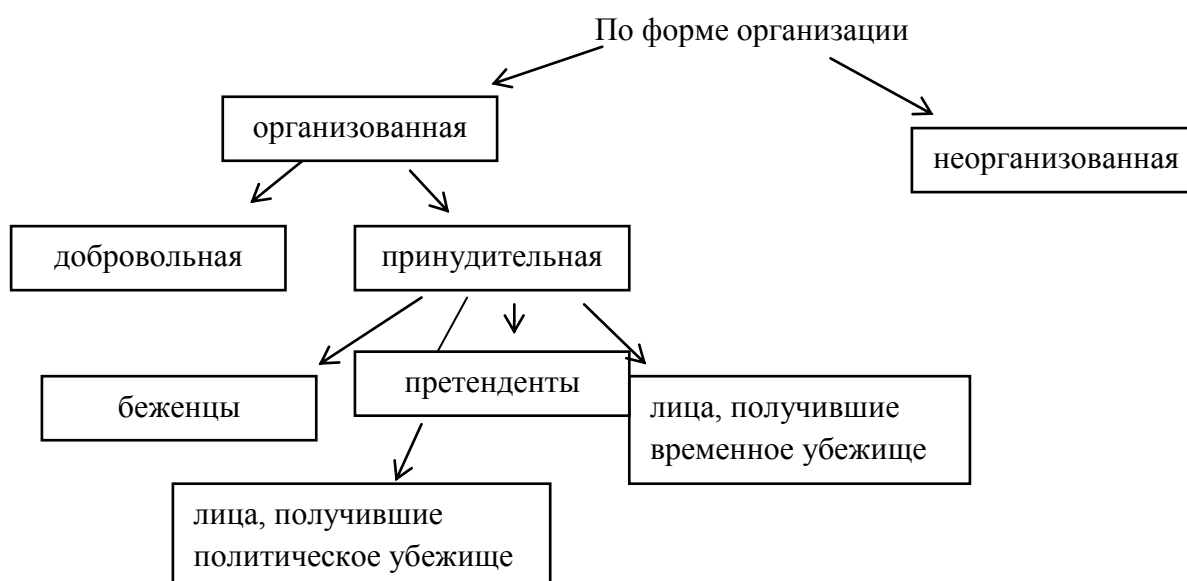 По форме организации
организованная
неорганизованная
добровольная
принудительная
беженцы
претенденты
лица, получившие
временное убежище
лица, получившие
политическое убежище